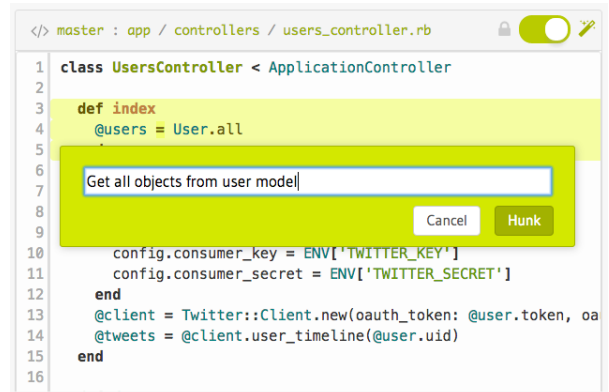 </> master : app / controllers / users_controller.rb
1 class UsersController < ApplicationController
2
3 def index
4 @users = User.all
5
6
7 Get all objects from user model
8
9 Cancel Hunk
10 config.consumer_key = ENV['TWITTER_KEY']
11 config.consumer_secret = ENV['TWITTER_SECRET']
12 end
13 @client = Twitter::Client.new(oauth_token: @user.token, oa
14 @tweets = @client.user_timeline(@user.uid)
15 end
16